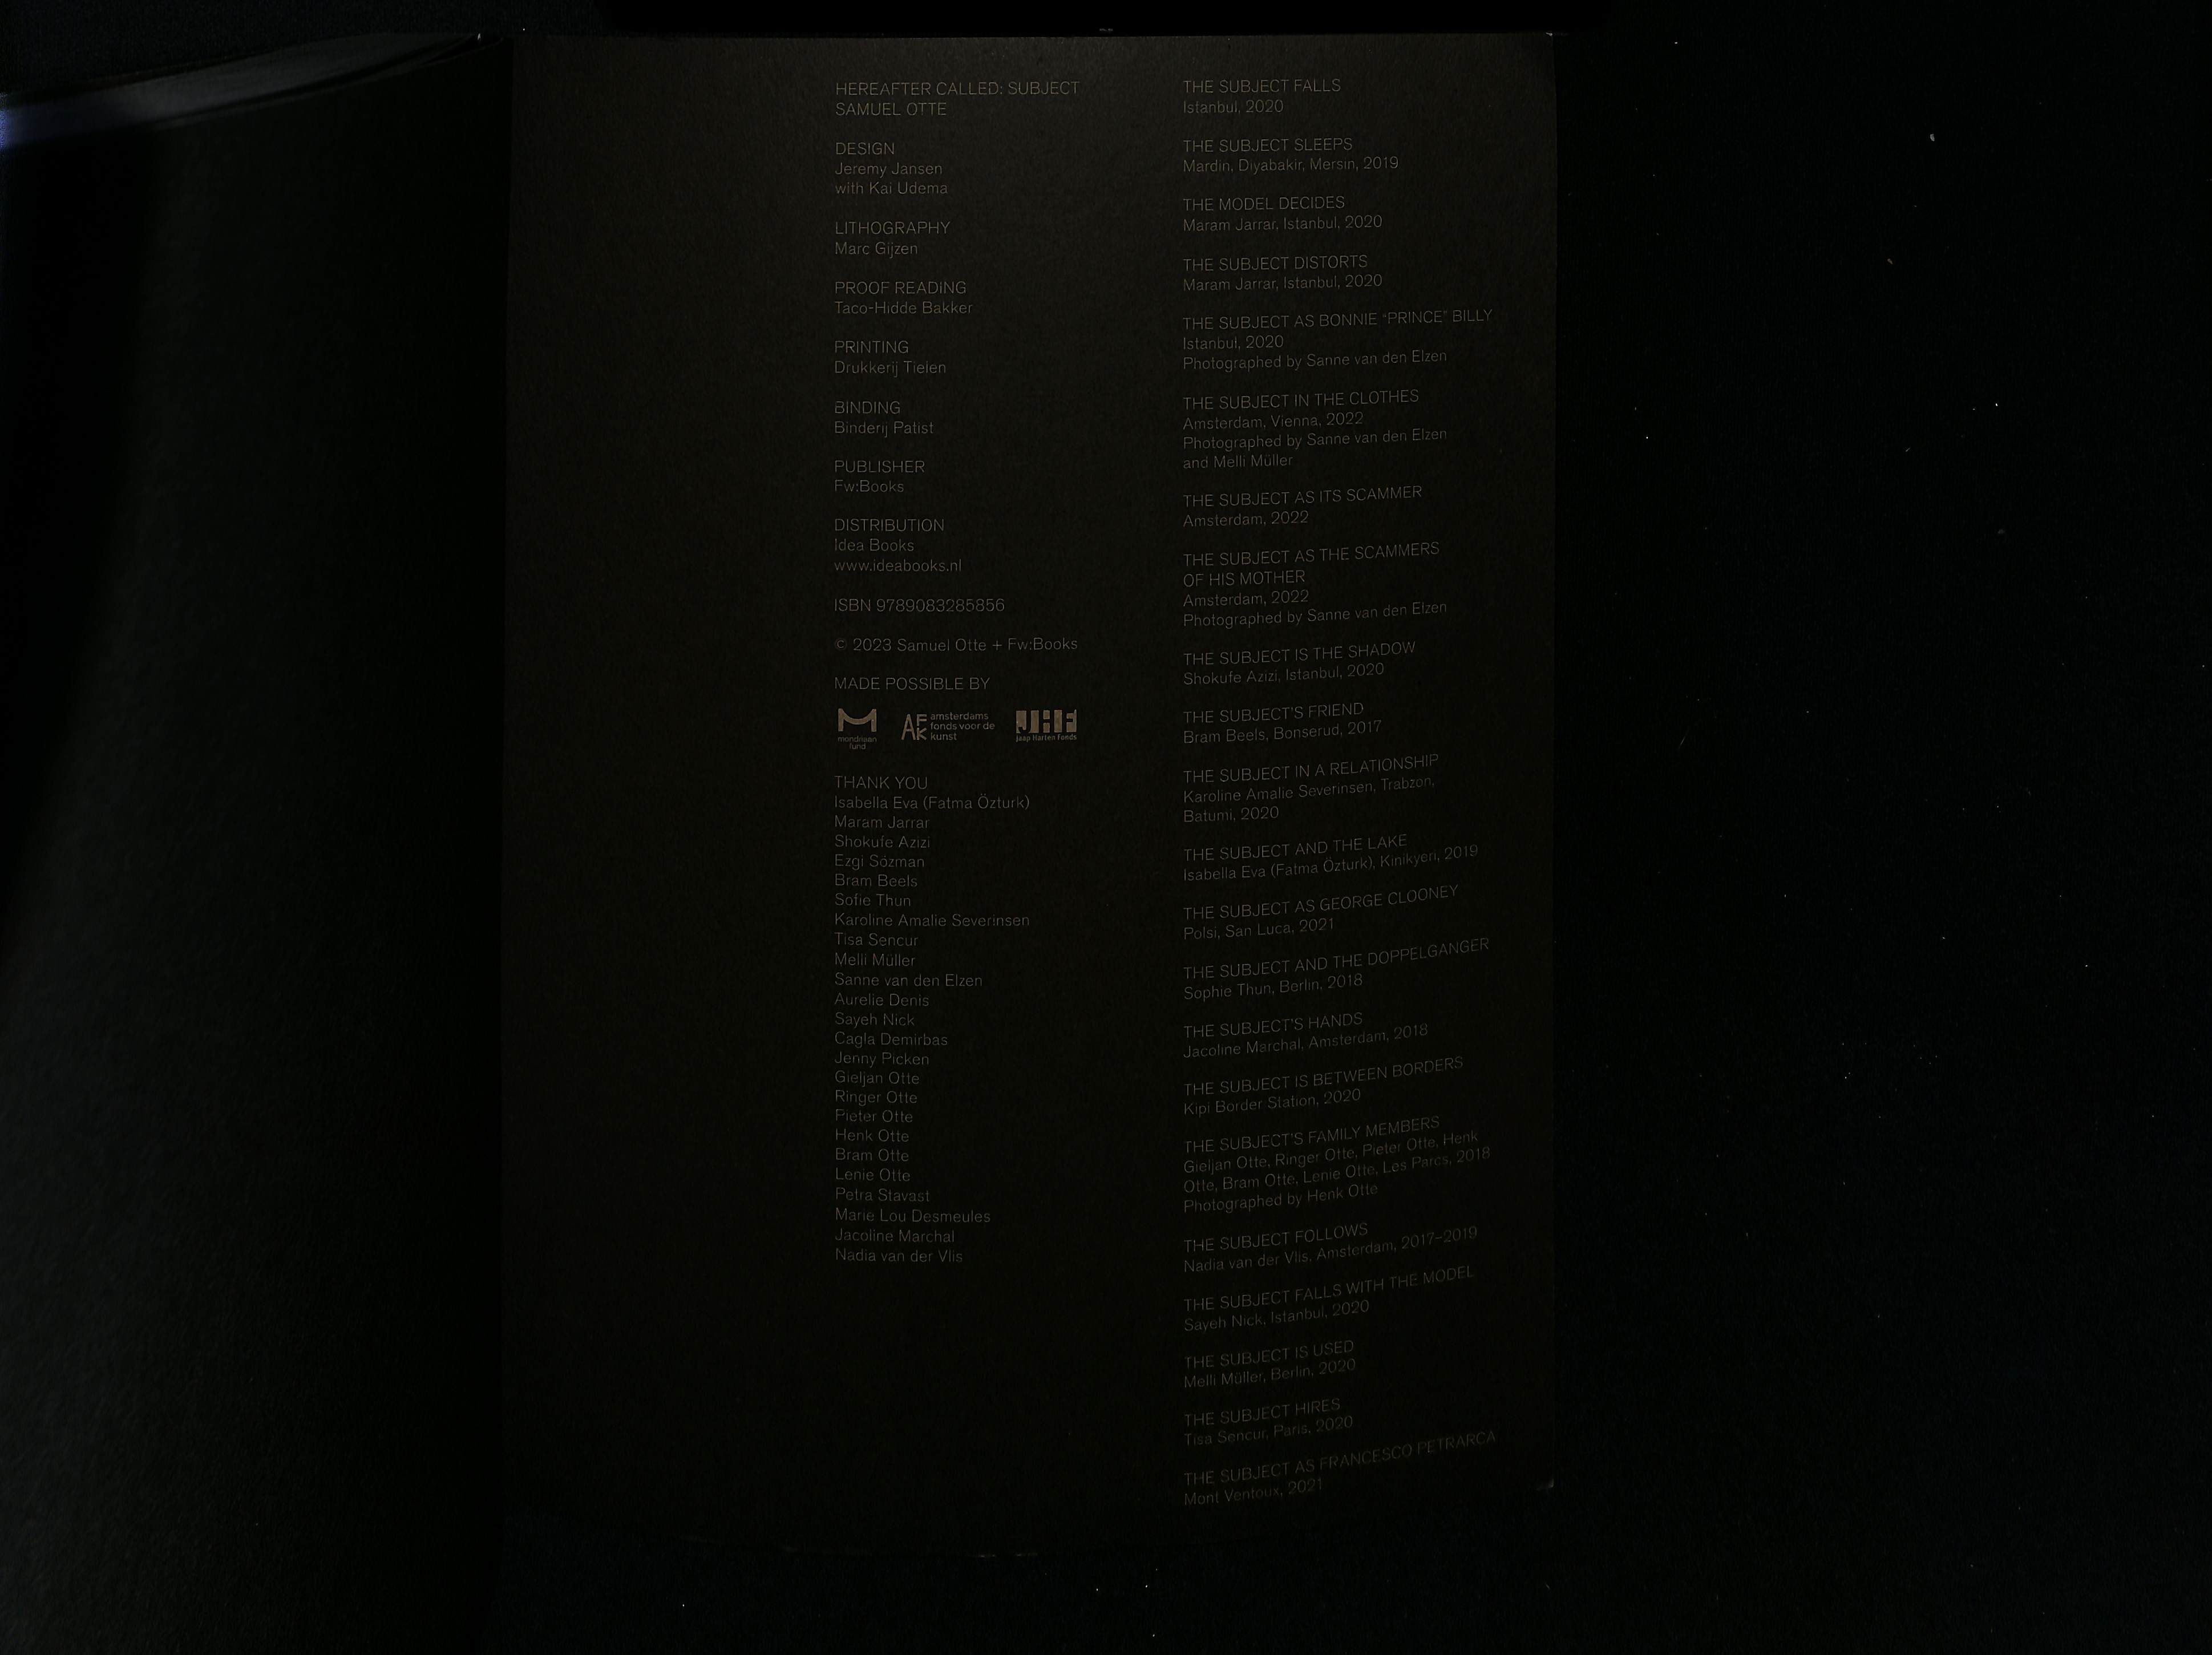 HEREAFTER CALLED: SUBJECT
SAMUEL OTTE
DESIGN
Jeremy Jansen
with Kai Udema
LITHOGRAPHY
Marc Gijzen
PROOF READING
Taco-Hidde Bakker
PRINTING
Drukkerij Tielen
BINDING
Binderij Patist
PUBLISHER
Fw:Books
DISTRIBUTION
Idea Books
www.ideabooks.nl
ISBN 9789083285856
© 2023 Samuel Otte + Fw:Books
MADE POSSIBLE BY
mondriaan
fund
AFK
amsterdams
fonds voor de
kunst
JHF
Jaap Harten Fonds
THANK YOU
Isabella Eva (Fatma Özturk)
Maram Jarrar
Shokufe Azizi
Ezgi Sözman
Bram Beels
Sofie Thun
Karoline Amalie Severinsen
Tisa Sencur
Melli Müller
Sanne van den Elzen
Aurelie Denis
Sayeh Nick
Cagla Demirbas
Jenny Picken
Gieljan Otte
Ringer Otte
Pieter Otte
Henk Otte
Bram Otte
Lenie Otte
Petra Stavast
Marie Lou Desmeules
Jacoline Marchal
Nadia van der Vlis
THE SUBJECT FALLS
Istanbul, 2020
THE SUBJECT SLEEPS
Mardin, Diyabakir, Mersin, 2019
THE MODEL DECIDES
Maram Jarrar, Istanbul, 2020
THE SUBJECT DISTORTS
Maram Jarrar, Istanbul, 2020
THE SUBJECT AS BONNIE “PRINCE” BILLY
Istanbul, 2020
Photographed by Sanne van den Elzen
THE SUBJECT IN THE CLOTHES
Amsterdam, Vienna, 2022
Photographed by Sanne van den Elzen
and Melli Müller
THE SUBJECT AS ITS SCAMMER
Amsterdam, 2022
THE SUBJECT AS THE SCAMMERS
OF HIS MOTHER
Amsterdam, 2022
Photographed by Sanne van den Elzen
THE SUBJECT IS THE SHADOW
Shokufe Azizi, Istanbul, 2020
THE SUBJECT'S FRIEND
Bram Beels, Bonserud, 2017
THE SUBJECT IN A RELATIONSHIP
Karoline Amalie Severinsen, Trabzon,
Batumi, 2020
THE SUBJECT AND THE LAKE
Isabella Eva (Fatma Özturk), Kinikyeri, 2019
THE SUBJECT AS GEORGE CLOONEY
Polsi, San Luca, 2021
THE SUBJECT AND THE DOPPELGANGER
Sophie Thun, Berlin, 2018
THE SUBJECT'S HANDS
Jacoline Marchal, Amsterdam, 2018
THE SUBJECT IS BETWEEN BORDERS
Kipi Border Station, 2020
THE SUBJECT'S FAMILY MEMBERS
Gieljan Otte, Ringer Otte, Pieter Otte, Henk
Otte, Bram Otte, Lenie Otte, Les Parcs, 2018
Photographed by Henk Otte
THE SUBJECT FOLLOWS
Nadia van der Vlis, Amsterdam, 2017–2019
THE SUBJECT FALLS WITH THE MODEL
Sayeh Nick, Istanbul, 2020
THE SUBJECT IS USED
Melli Müller, Berlin, 2020
THE SUBJECT HIRES
Tisa Sencur, Paris, 2020
THE SUBJECT AS FRANCESCO PETRARCA
Mont Ventoux, 2021